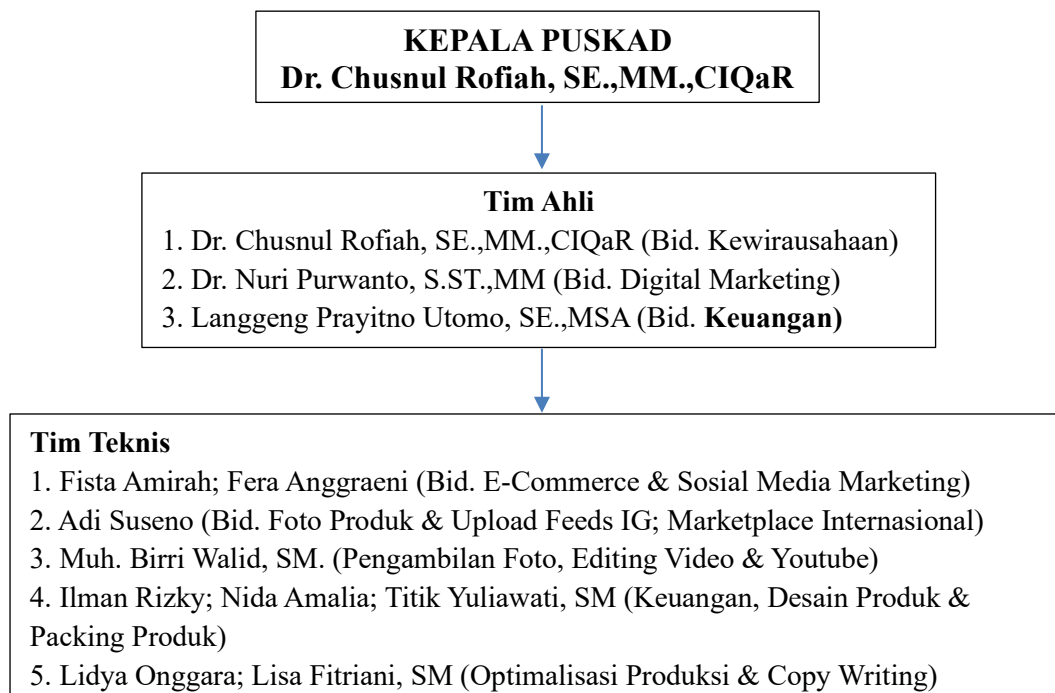 KEPALA PUSKAD
Dr. Chusnul Rofiah, SE.,MM.,CIQaR
Tim Ahli
1. Dr. Chusnul Rofiah, SE.,MM.,CIQaR (Bid. Kewirausahaan)
2. Dr. Nuri Purwanto, S.ST.,MM (Bid. Digital Marketing)
3. Langgeng Prayitno Utomo, SE.,MSA (Bid. Keuangan)
Tim Teknis
1. Fista Amirah; Fera Anggraeni (Bid. E-Commerce & Sosial Media Marketing)
2. Adi Suseno (Bid. Foto Produk & Upload Feeds IG; Marketplace Internasional)
3. Muh. Birri Walid, SM. (Pengambilan Foto, Editing Video & Youtube)
4. Ilman Rizky; Nida Amalia; Titik Yuliawati, SM (Keuangan, Desain Produk &
Packing Produk)
5. Lidya Onggara; Lisa Fitriani, SM (Optimalisasi Produksi & Copy Writing)